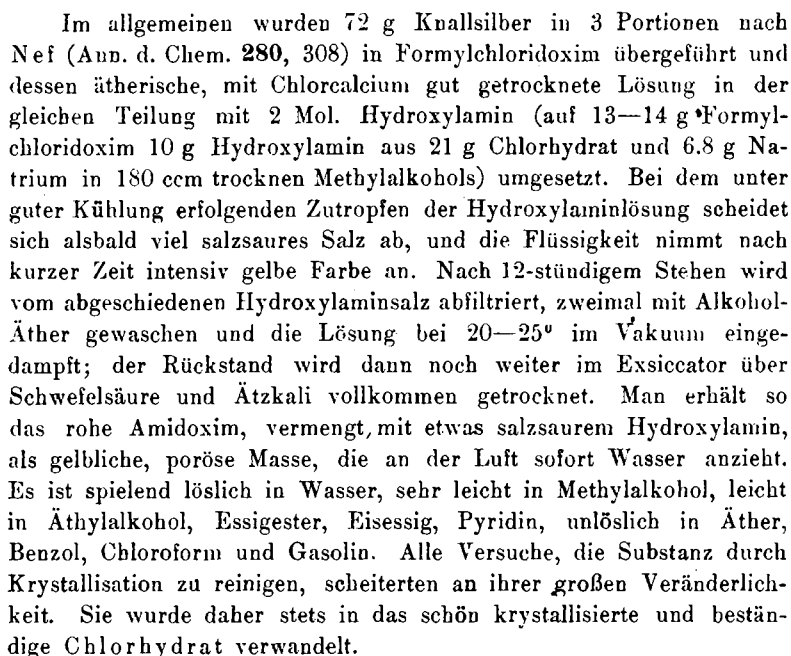 Im allgemeinen wurden 72 g Knallsilber in 3 Portionen nach
Nef (Ann. d. Chem. 280, 308) in Formylchloridoxim übergeführt und
dessen ätherische, mit Chlorcalcium gut getrocknete Lösung in der
gleichen Teilung mit 2 Mol. Hydroxylamin (auf 13—14 g Formyl-
chloridoxim 10 g Hydroxylamin aus 21 g Chlorhydrat und 6.8 g Na-
trium in 180 ccm trocknen Methylalkohols) umgesetzt. Bei dem unter
guter Kühlung erfolgenden Zutropfen der Hydroxylaminlösung scheidet
sich alsbald viel salzsaures Salz ab, und die Flüssigkeit nimmt nach
kurzer Zeit intensiv gelbe Farbe an. Nach 12-stündigem Stehen wird
vom abgeschiedenen Hydroxylaminsalz abfiltriert, zweimal mit Alkohol-
Äther gewaschen und die Lösung bei 20—25° im Vakuum einge-
dampft; der Rückstand wird dann noch weiter im Exsiccator über
Schwefelsäure und Ätzkali vollkommen getrocknet. Man erhält so
das rohe Amidoxim, vermengt mit etwas salzsaurem Hydroxylamin,
als gelbliche, poröse Masse, die an der Luft sofort Wasser anzieht.
Es ist spielend löslich in Wasser, sehr leicht in Methylalkohol, leicht
in Äthylalkohol, Essigester, Eisessig, Pyridin, unlöslich in Äther,
Benzol, Chloroform und Gasolin. Alle Versuche, die Substanz durch
Krystallisation zu reinigen, scheiterten an ihrer großen Veränderlich-
keit. Sie wurde daher stets in das schön krystallisierte und bestän-
dige Chlorhydrat verwandelt.